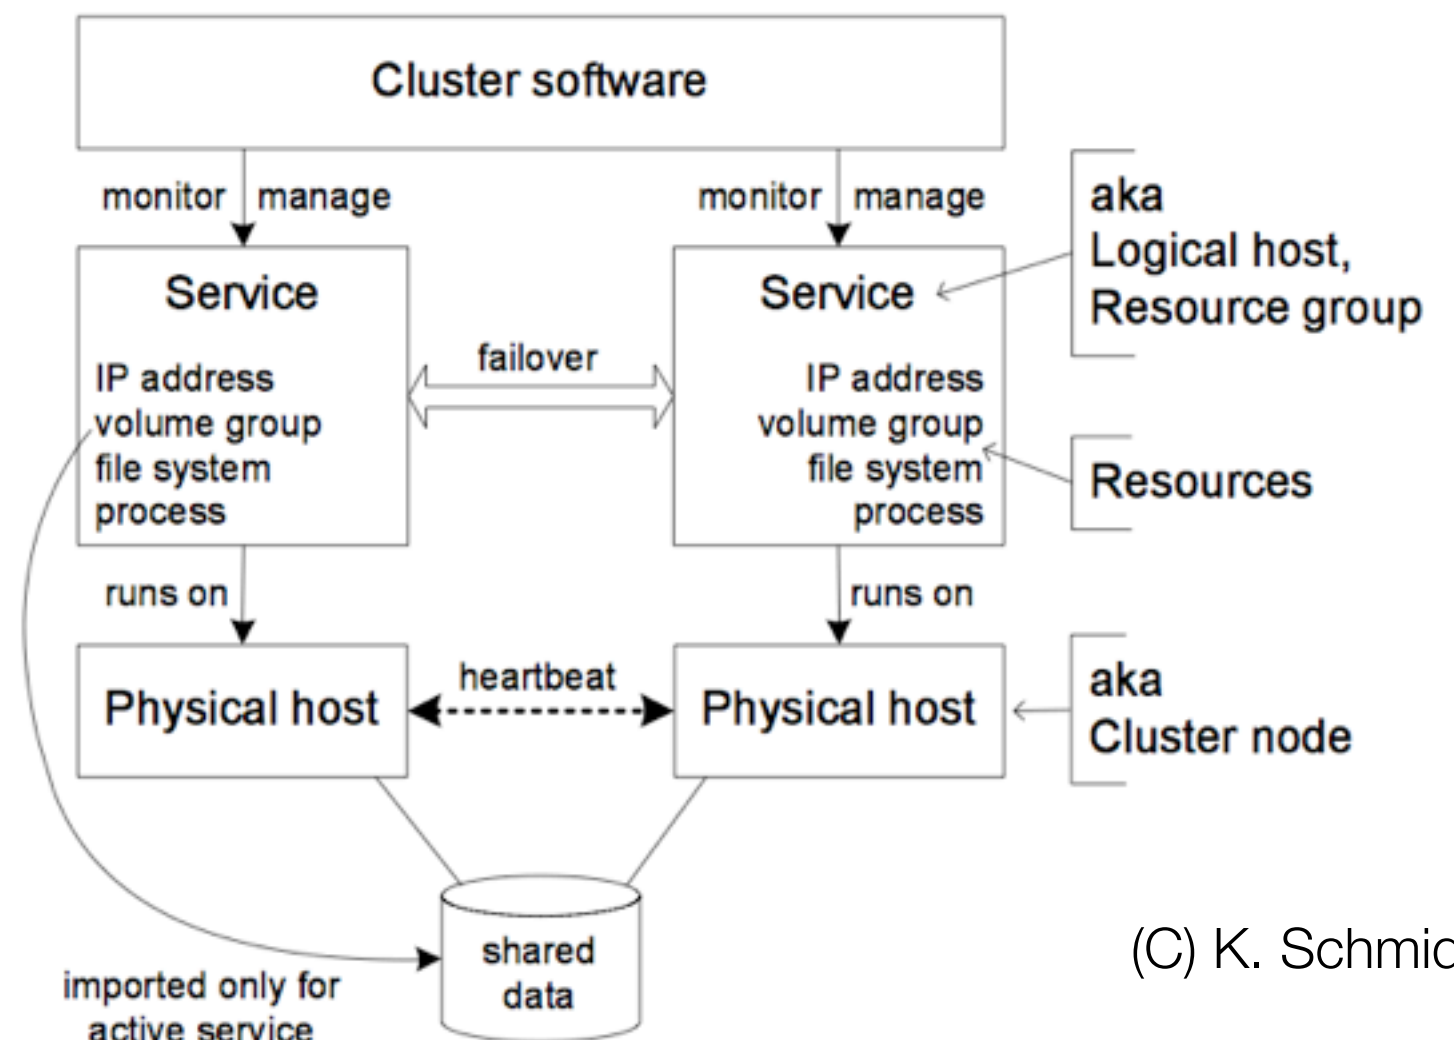 Cluster software
monitor manage
monitor manage
aka
Logical host,
Resource group
Service
IP address
volume group
file system
process
failover
Service
IP address
volume group
file system
process
Resources
runs on
runs on
Physical host
heartbeat
Physical host
aka
Cluster node
shared
data
imported only for
active service
(C) K.